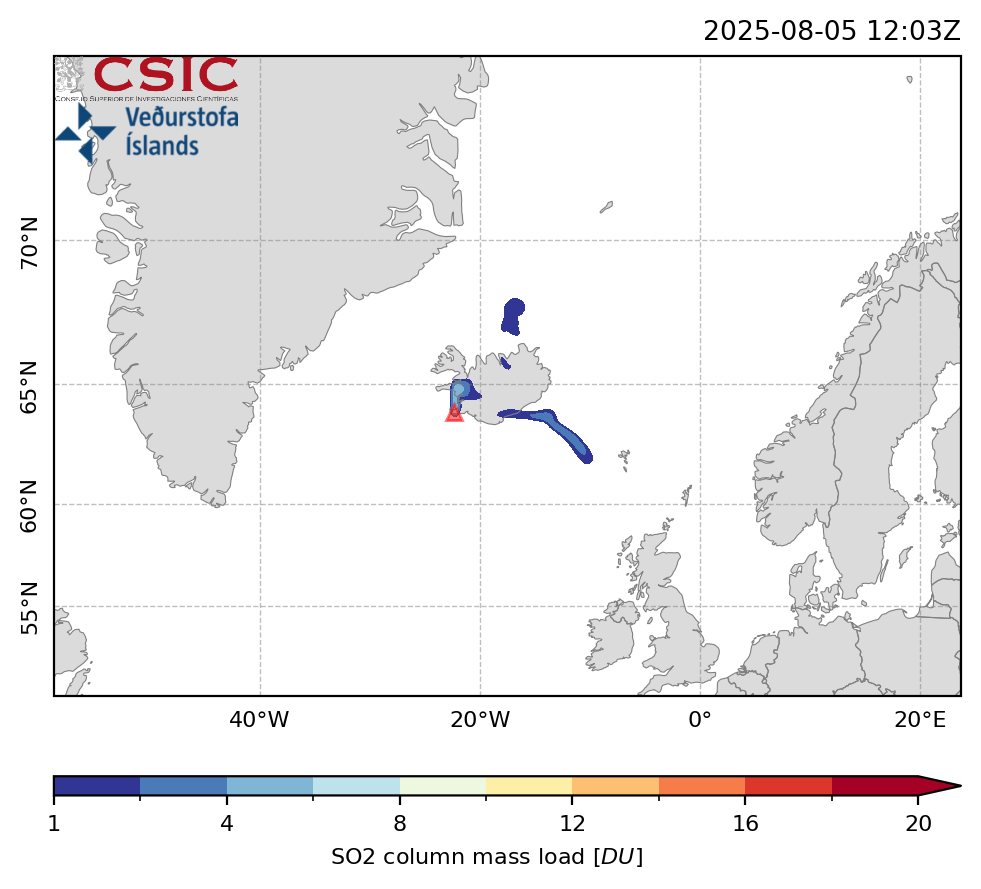 2025-08-05 12:03Z
CSIC
CONSEJO SUPERIOR DE INVESTIGACIONES CIENTÍFICAS
Veðurstofa
Íslands
70°N
65°N
60°N
55°N
40°W 20°W 0° 20°E
1 4 8 12 16 20
SO2 column mass load [DU]